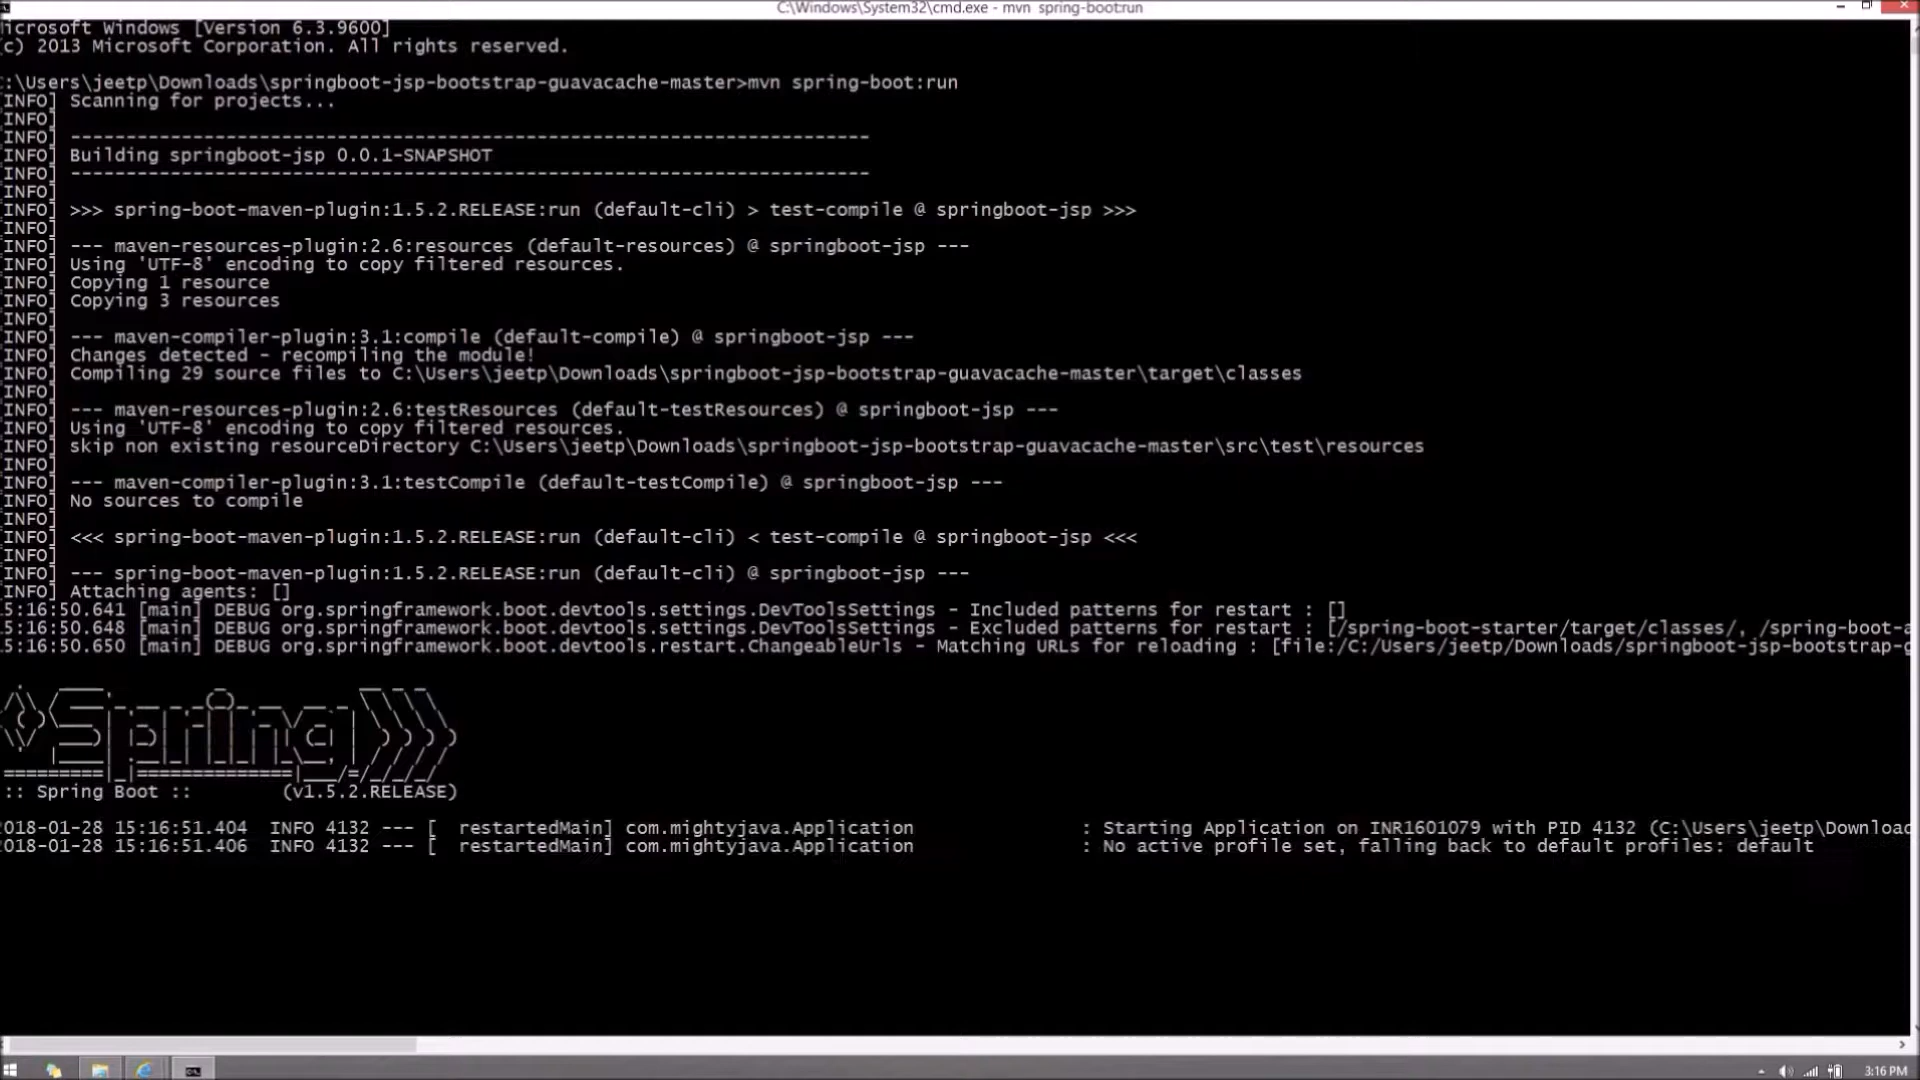 C:\Windows\System32\cmd.exe - mvn spring-boot:run
icrosoft Windows [Version 6.3.9600]
(c) 2013 Microsoft Corporation. All rights reserved.
:\Users\jeetp\Downloads\springboot-jsp-bootstrap-guavacache-master>mvn spring-boot:run
[INFO] Scanning for projects...
[INFO]
[INFO] ------------------------------------------------------------------------
[INFO] Building springboot-jsp 0.0.1-SNAPSHOT
[INFO] ------------------------------------------------------------------------
[INFO]
[INFO] >>> spring-boot-maven-plugin:1.5.2.RELEASE:run (default-cli) > test-compile @ springboot-jsp >>>
[INFO]
[INFO] --- maven-resources-plugin:2.6:resources (default-resources) @ springboot-jsp ---
[INFO] Using 'UTF-8' encoding to copy filtered resources.
[INFO] Copying 1 resource
[INFO] Copying 3 resources
[INFO]
[INFO] --- maven-compiler-plugin:3.1:compile (default-compile) @ springboot-jsp ---
[INFO] Changes detected - recompiling the module!
[INFO] Compiling 29 source files to C:\Users\jeetp\Downloads\springboot-jsp-bootstrap-guavacache-master\target\classes
[INFO]
[INFO] --- maven-resources-plugin:2.6:testResources (default-testResources) @ springboot-jsp ---
[INFO] Using 'UTF-8' encoding to copy filtered resources.
[INFO] skip non existing resourceDirectory C:\Users\jeetp\Downloads\springboot-jsp-bootstrap-guavacache-master\src\test\resources
[INFO]
[INFO] --- maven-compiler-plugin:3.1:testCompile (default-testCompile) @ springboot-jsp ---
[INFO] No sources to compile
[INFO]
[INFO] <<< spring-boot-maven-plugin:1.5.2.RELEASE:run (default-cli) < test-compile @ springboot-jsp <<<
[INFO]
[INFO] --- spring-boot-maven-plugin:1.5.2.RELEASE:run (default-cli) @ springboot-jsp ---
[INFO] Attaching agents: []
5:16:50.641 [main] DEBUG org.springframework.boot.devtools.settings.DevToolsSettings - Included patterns for restart : []
5:16:50.648 [main] DEBUG org.springframework.boot.devtools.settings.DevToolsSettings - Excluded patterns for restart : [/spring-boot-starter/target/classes/, /spring-boot-a
5:16:50.650 [main] DEBUG org.springframework.boot.devtools.restart.ChangeableUrls - Matching URLs for reloading : [file:/C:/Users/jeetp/Downloads/springboot-jsp-bootstrap-g
Spring
:: Spring Boot :: (v1.5.2.RELEASE)
2018-01-28 15:16:51.404 INFO 4132 --- [ restartedMain] com.mightyjava.Application : Starting Application on INR1601079 with PID 4132 (C:\Users\jeetp\Downloac
2018-01-28 15:16:51.406 INFO 4132 --- [ restartedMain] com.mightyjava.Application : No active profile set, falling back to default profiles: default
3:16 PM